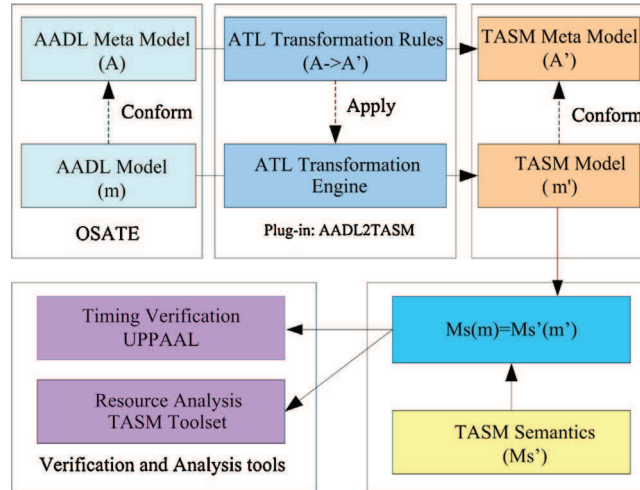 AADL Meta Model
(A)
ATL Transformation Rules
(A->A’)
TASM Meta Model
(A’)
Conform
Apply
Conform
AADL Model
(m)
ATL Transformation
Engine
TASM Model
( m')
OSATE
Plug-in: AADL2TASM
Timing Verification
UPPAAL
Ms(m)=Ms’(m’)
Resource Analysis
TASM Toolset
TASM Semantics
(Ms’)
Verification and Analysis tools